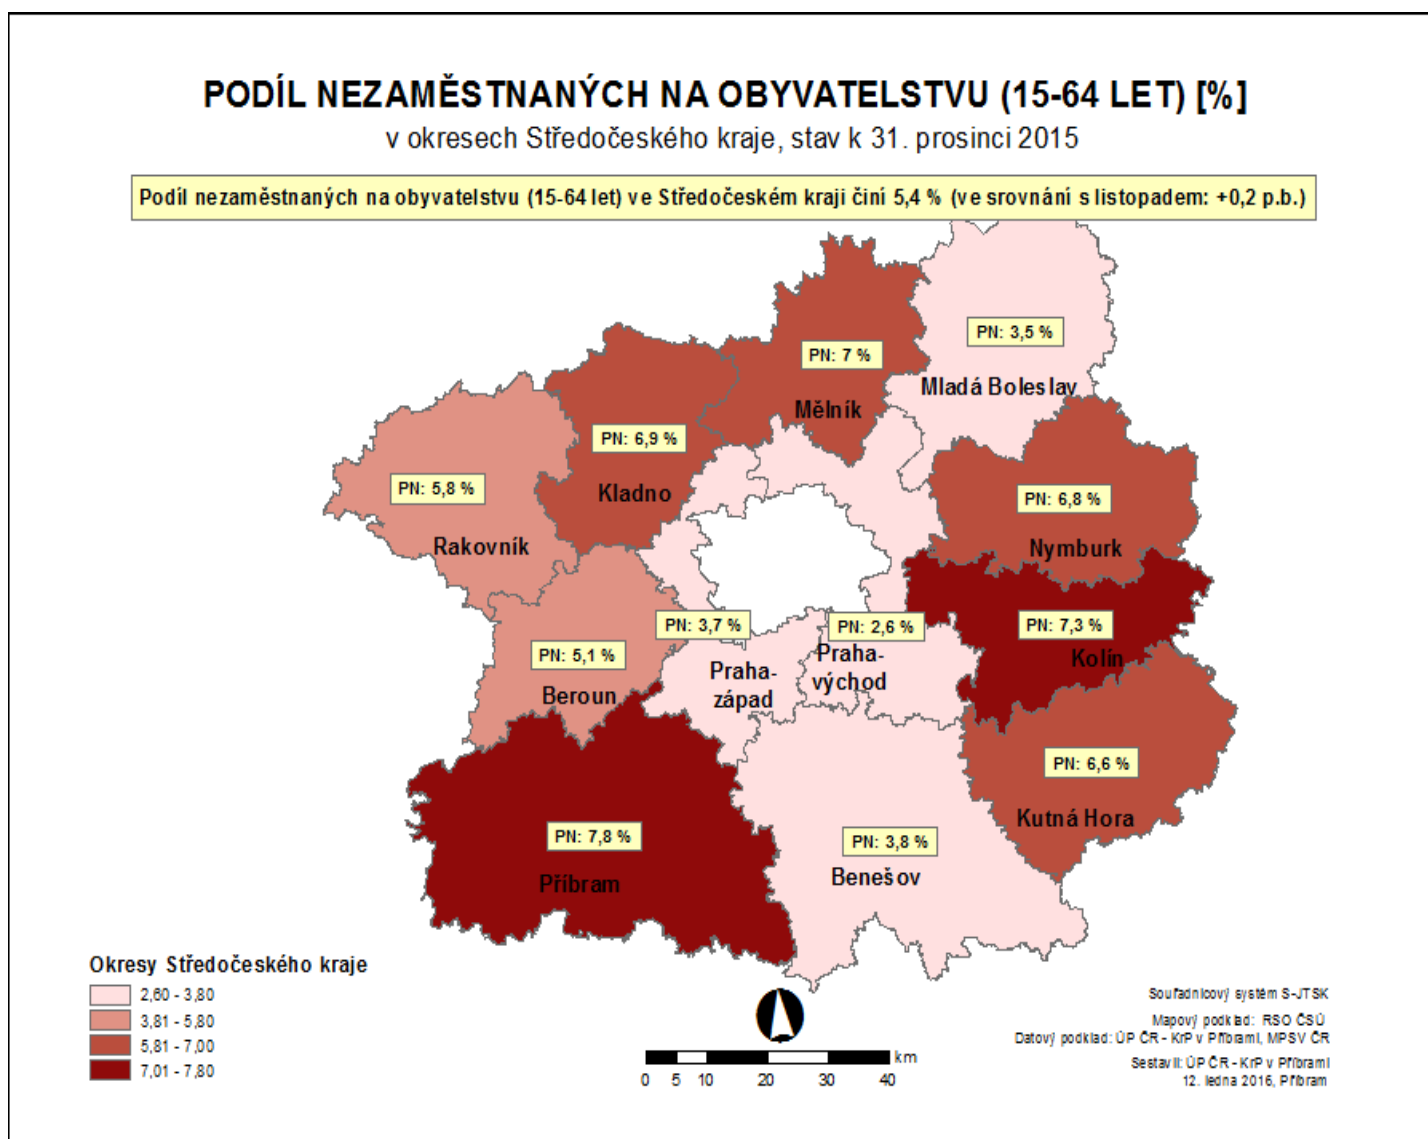 PODÍL NEZAMĚSTNANÝCH NA OBYVATELSTVU (15-64 LET) [%]
v okresech Středočeského kraje, stav k 31. prosinci 2015
Podíl nezaměstnaných na obyvatelstvu (15-64 let) ve Středočeském kraji činí 5,4 % (ve srovnání s listopadem: +0,2 p.b.)
PN: 3,5 %
Mladá Boleslav
PN: 7 %
Mělník
PN: 6,9 %
Kladno
PN: 5,8 %
Rakovník
PN: 6,8 %
Nymburk
PN: 3,7 %
Praha-
západ
PN: 2,6 %
Praha-
východ
PN: 7,3 %
Kolín
PN: 5,1 %
Beroun
PN: 6,6 %
Kutná Hora
PN: 7,8 %
Příbram
PN: 3,8 %
Benešov
Okresy Středočeského kraje
2,60 - 3,80
3,81 - 5,80
5,81 - 7,00
7,01 - 7,80
km
0 5 10 20 30 40
Souřadnicový systém S-JTSK
Mapový podklad: RSO ČSÚ
Datový podklad: ÚP ČR - KrP v Příbrami, MPSV ČR
Sestavil: ÚP ČR - KrP v Příbrami
12. ledna 2016, Příbram